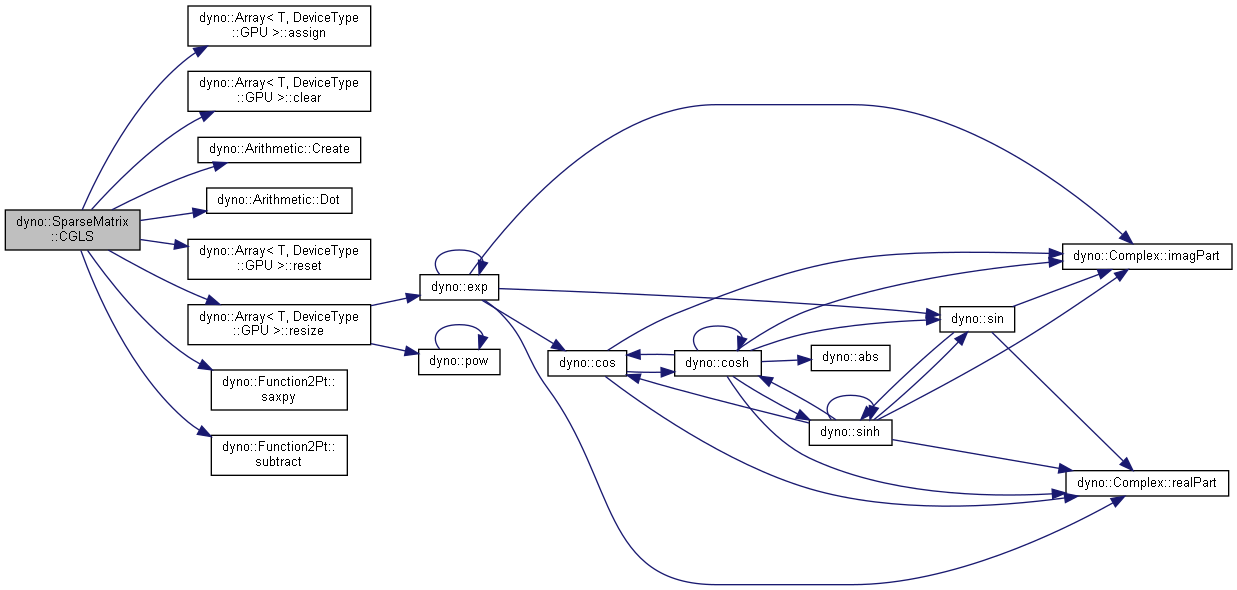 dyno::SparseMatrix
::CGLS
dyno::Array< T, DeviceType
::GPU >::assign
dyno::Array< T, DeviceType
::GPU >::clear
dyno::Arithmetic::Create
dyno::Arithmetic::Dot
dyno::Array< T, DeviceType
::GPU >::reset
dyno::Array< T, DeviceType
::GPU >::resize
dyno::Function2Pt::
saxpy
dyno::Function2Pt::
subtract
dyno::exp
dyno::pow
dyno::cos
dyno::cosh
dyno::abs
dyno::sinh
dyno::sin
dyno::Complex::imagPart
dyno::Complex::realPart